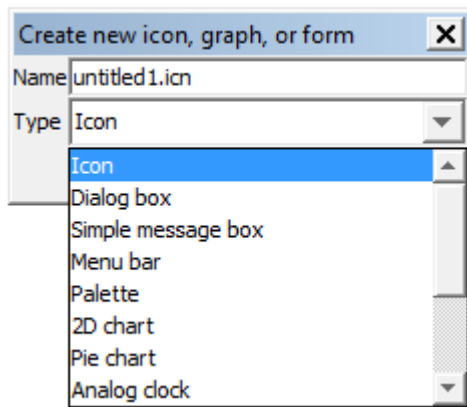 Create new icon, graph, or form
Name untitled1.icn
Type Icon
Icon
Dialog box
Simple message box
Menu bar
Palette
2D chart
Pie chart
Analog clock